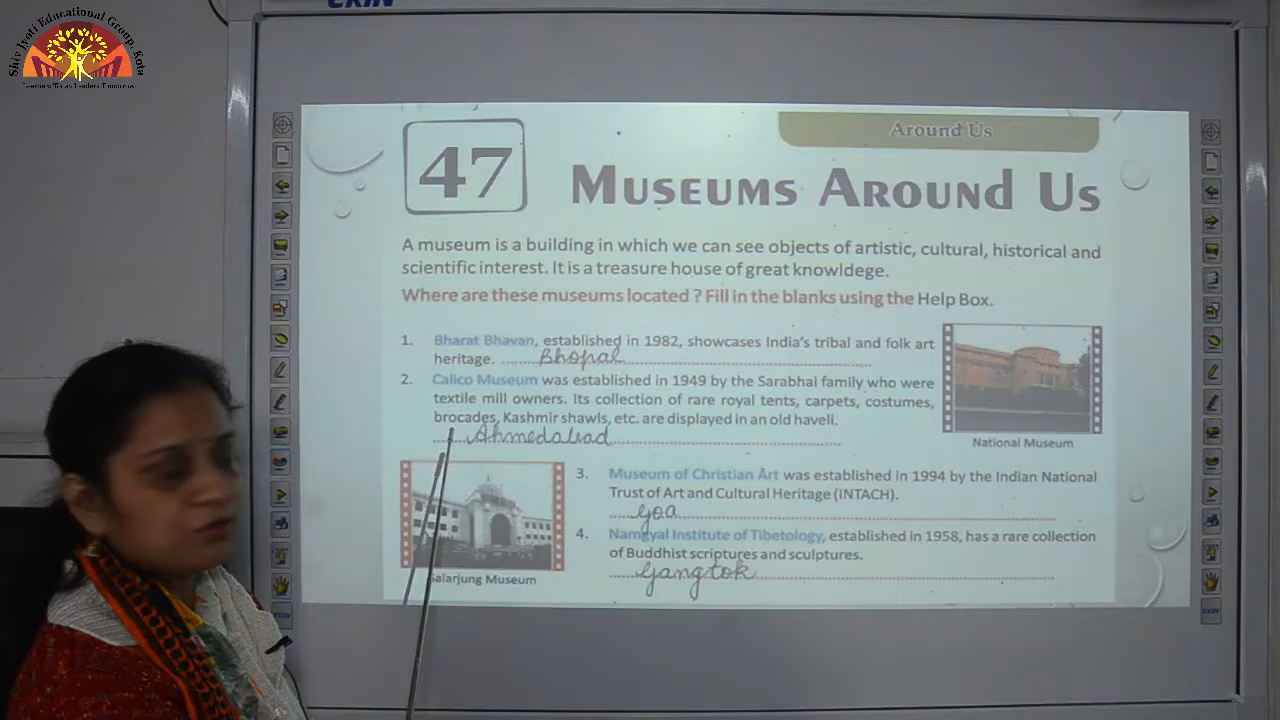 EXIN
Shiv Jyoti Educational Group, Kota
Learners Today Leaders Tomorrow
Around Us
47
MUSEUMS AROUND US
A museum is a building in which we can see objects of artistic, cultural, historical and
scientific interest. It is a treasure house of great knowldege.
Where are these museums located ? Fill in the blanks using the Help Box.
1. Bharat Bhavan, established in 1982, showcases India's tribal and folk art
heritage. Bhopal
2. Calico Museum was established in 1949 by the Sarabhai family who were
textile mill owners. Its collection of rare royal tents, carpets, costumes,
brocades, Kashmir shawls, etc. are displayed in an old haveli.
Ahmedabad
National Museum
3. Museum of Christian Art was established in 1994 by the Indian National
Trust of Art and Cultural Heritage (INTACH).
Goa
4. Namgyal Institute of Tibetology, established in 1958, has a rare collection
of Buddhist scriptures and sculptures.
Gangtok
Salarjung Museum